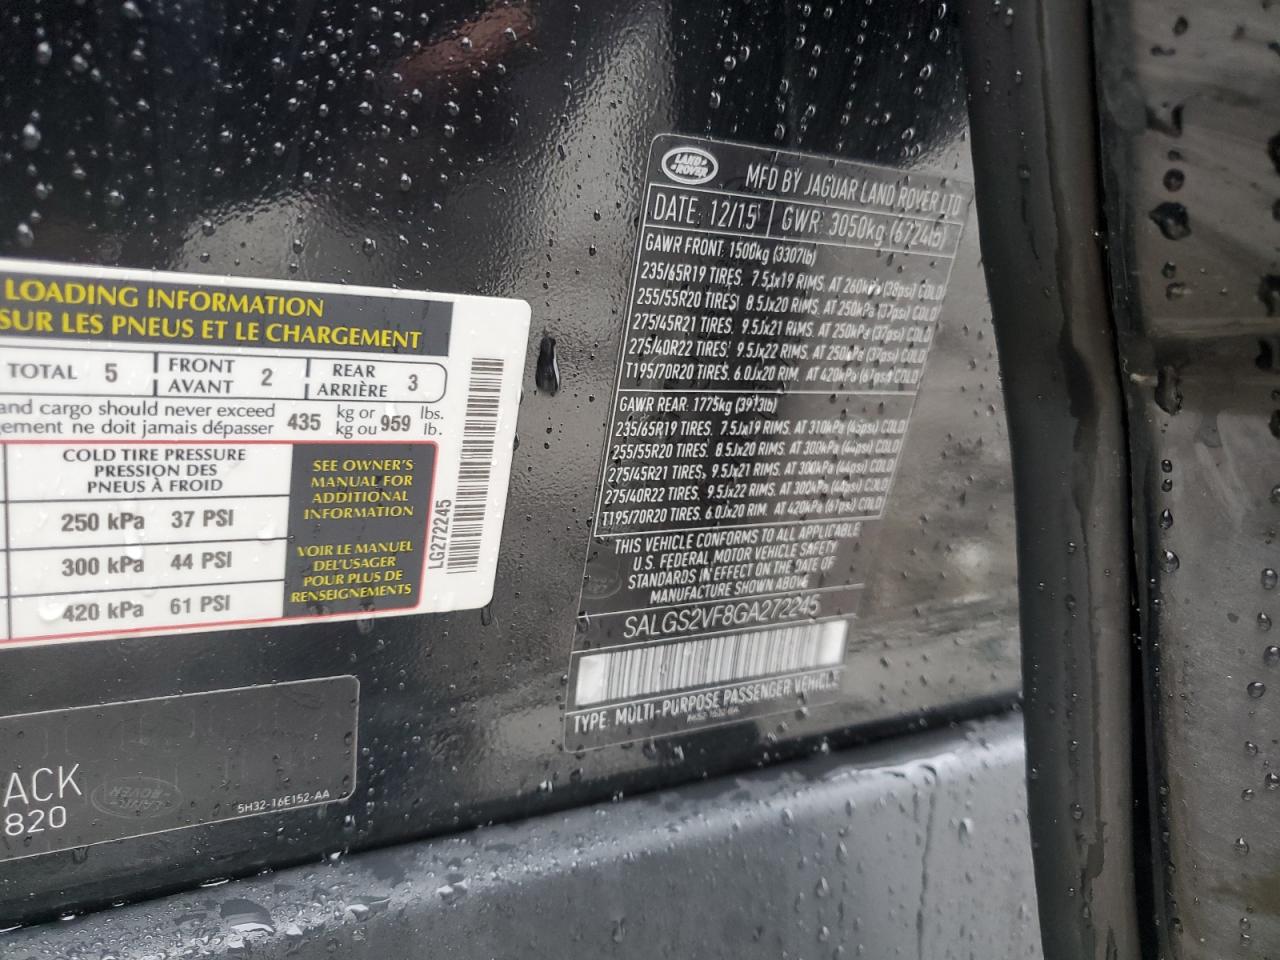 LOADING INFORMATION
SUR LES PNEUS ET LE CHARGEMENT
TOTAL 5
FRONT AVANT 2
REAR ARRIÈRE 3
and cargo should never exceed
ement ne doit jamais dépasser
435 kg or kg ou 959 lbs. lb.
COLD TIRE PRESSURE
PRESSION DES
PNEUS À FROID
250 kPa 37 PSI
300 kPa 44 PSI
420 kPa 61 PSI
SEE OWNER'S
MANUAL FOR
ADDITIONAL
INFORMATION
VOIR LE MANUEL
DEL'USAGER
POUR PLUS DE
RENSEIGNEMENTS
LG272245
ACK
820
LAND ROVER
5H32-16E152-AA
LAND ROVER
MFD BY JAGUAR LAND ROVER LTD
DATE: 12/15 GWR: 3050kg (6724lb)
GAWR FRONT: 1500kg (3307lb)
235/65R19 TIRES. 7.5Jx19 RIMS. AT 260kPa (38psi) COLD
255/55R20 TIRES. 8.5Jx20 RIMS. AT 250kPa (37psi) COLD
275/45R21 TIRES. 9.5Jx21 RIMS. AT 250kPa (37psi) COLD
275/40R22 TIRES. 9.5Jx22 RIMS. AT 250kPa (37psi) COLD
T195/70R20 TIRES. 6.0Jx20 RIM. AT 420kPa (61psi) COLD
GAWR REAR: 1775kg (3913lb)
235/65R19 TIRES. 7.5Jx19 RIMS. AT 310kPa (45psi) COLD
255/55R20 TIRES. 8.5Jx20 RIMS. AT 300kPa (44psi) COLD
275/45R21 TIRES. 9.5Jx21 RIMS. AT 300kPa (44psi) COLD
275/40R22 TIRES. 9.5Jx22 RIMS. AT 300kPa (44psi) COLD
T195/70R20 TIRES. 6.0Jx20 RIMS. AT 420kPa (61psi) COLD
THIS VEHICLE CONFORMS TO ALL APPLICABLE
U.S. FEDERAL MOTOR VEHICLE SAFETY
STANDARDS IN EFFECT ON THE DATE OF
MANUFACTURE SHOWN ABOVE
SALGS2VF8GA272245
TYPE: MULTI-PURPOSE PASSENGER VEHICLE